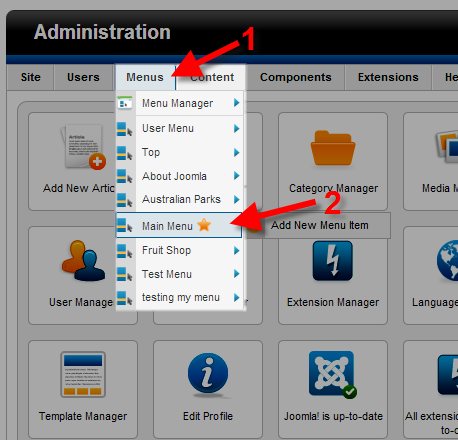 Administration
1
Site Users Menus Content Components Extensions He
Menu Manager
User Menu
Top
About Joomla
Australian Parks
Main Menu
Fruit Shop
Test Menu
testing my menu
2
Add New Menu Item
Article
Add New Artic
Category Manager
Media M
User Manage
Extension Manager
Language
Template Manager
Edit Profile
Joomla! is up-to-date
All extensio
to-d